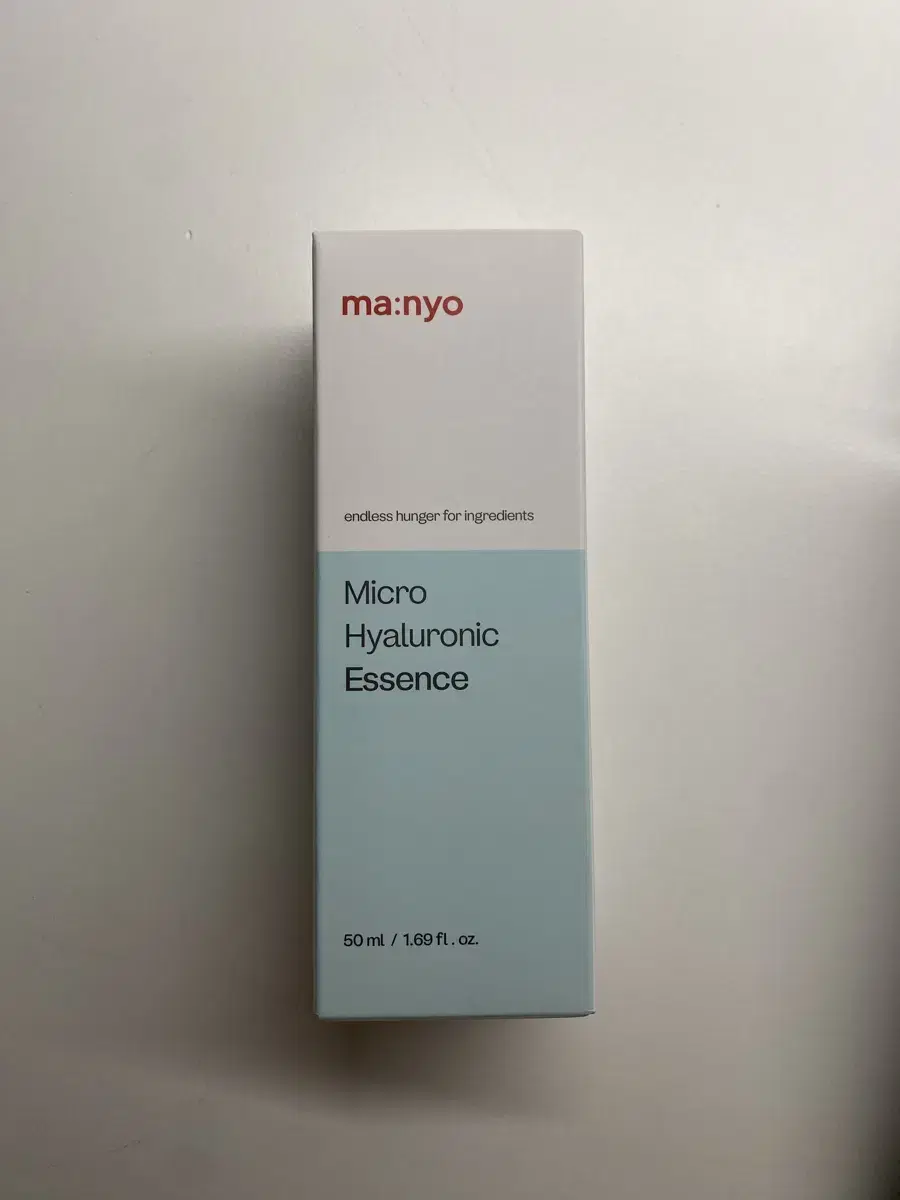 ma:nyo
endless hunger for ingredients
Micro
Hyaluronic
Essence
50 ml / 1.69 fl . oz.